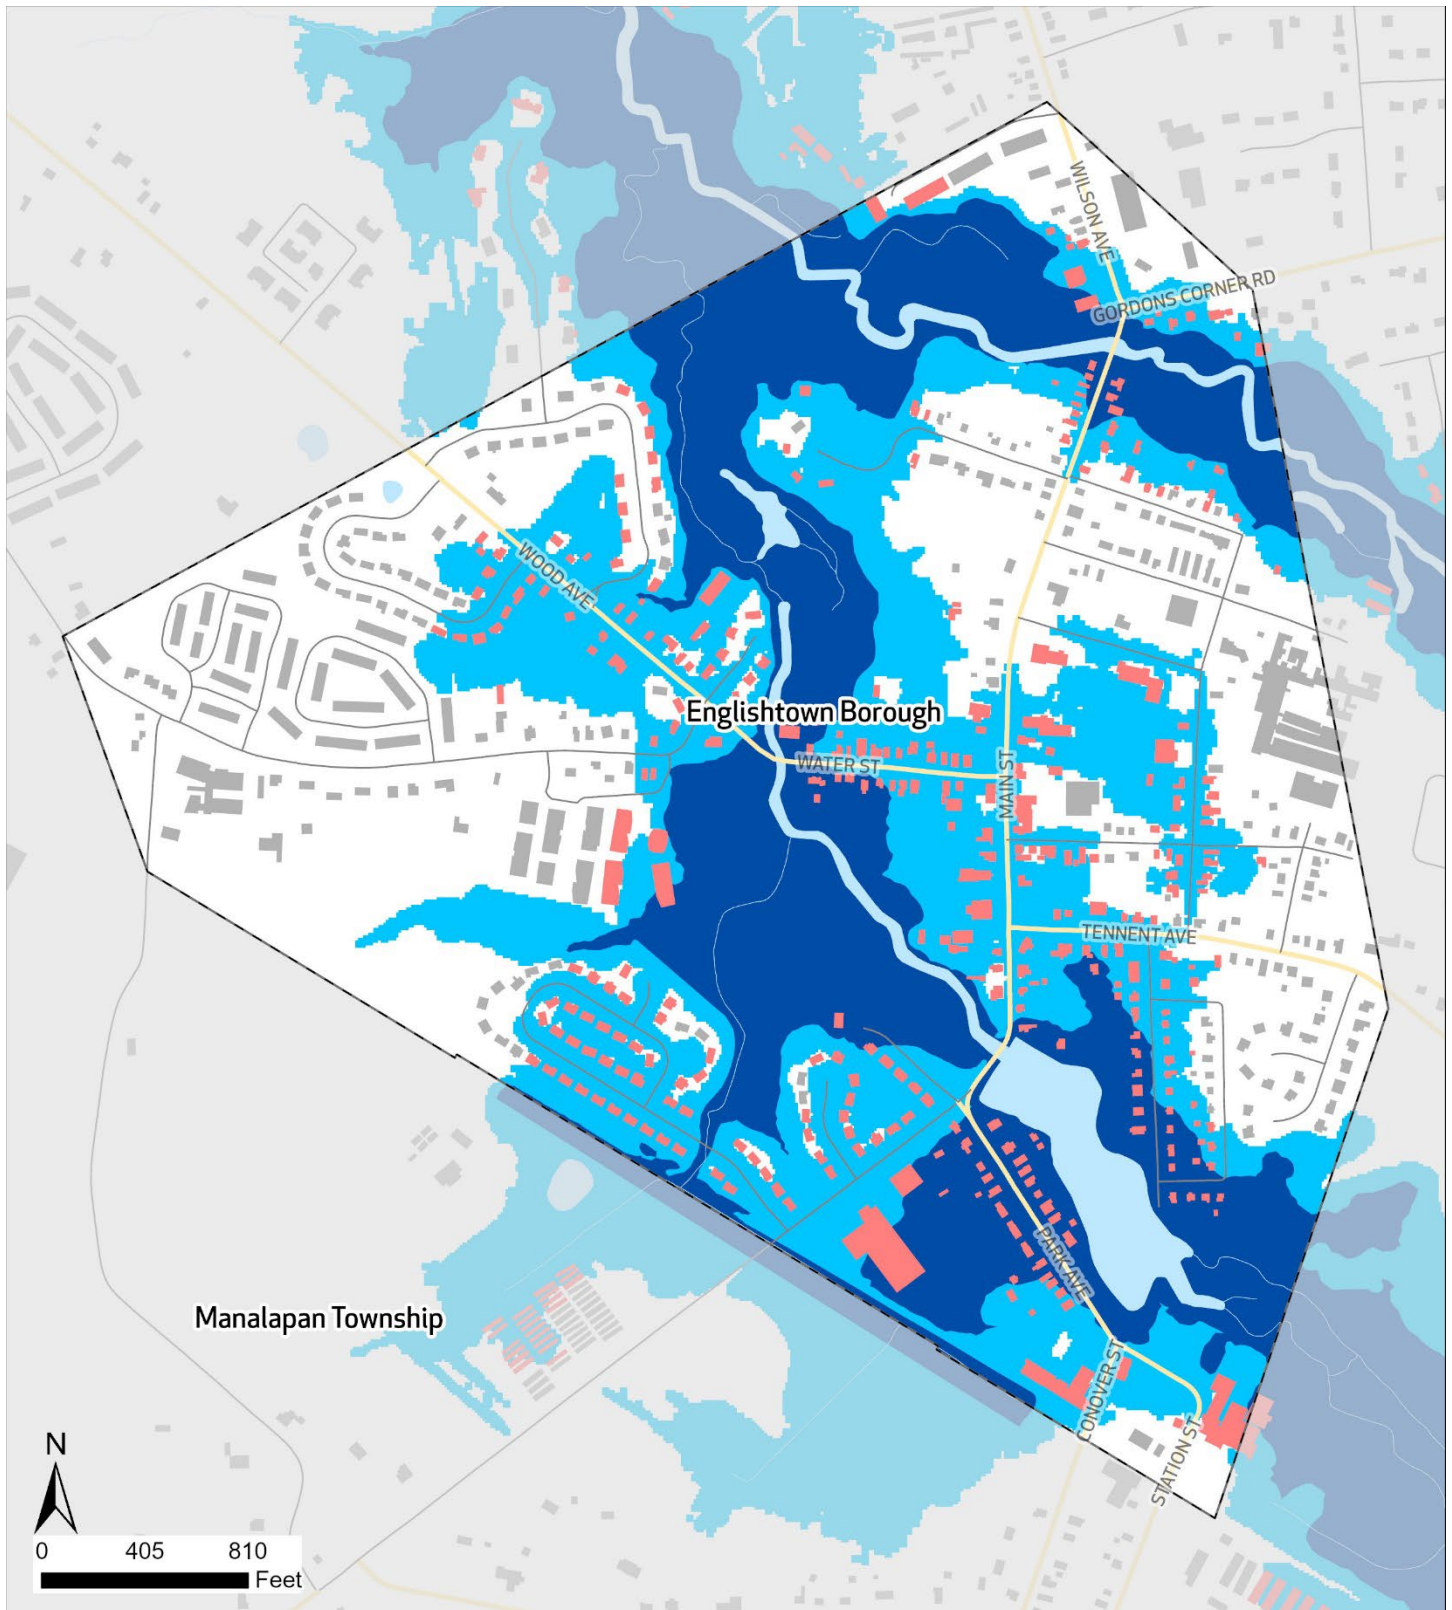 WILSON AVE
GORDONS CORNER RD
WOOD AVE
Englishtown Borough
WATER ST
MAIN ST
TENNENT AVE
PARK AVE
Manalapan Township
CONOVER ST
STATION ST
N
0 405 810
Feet